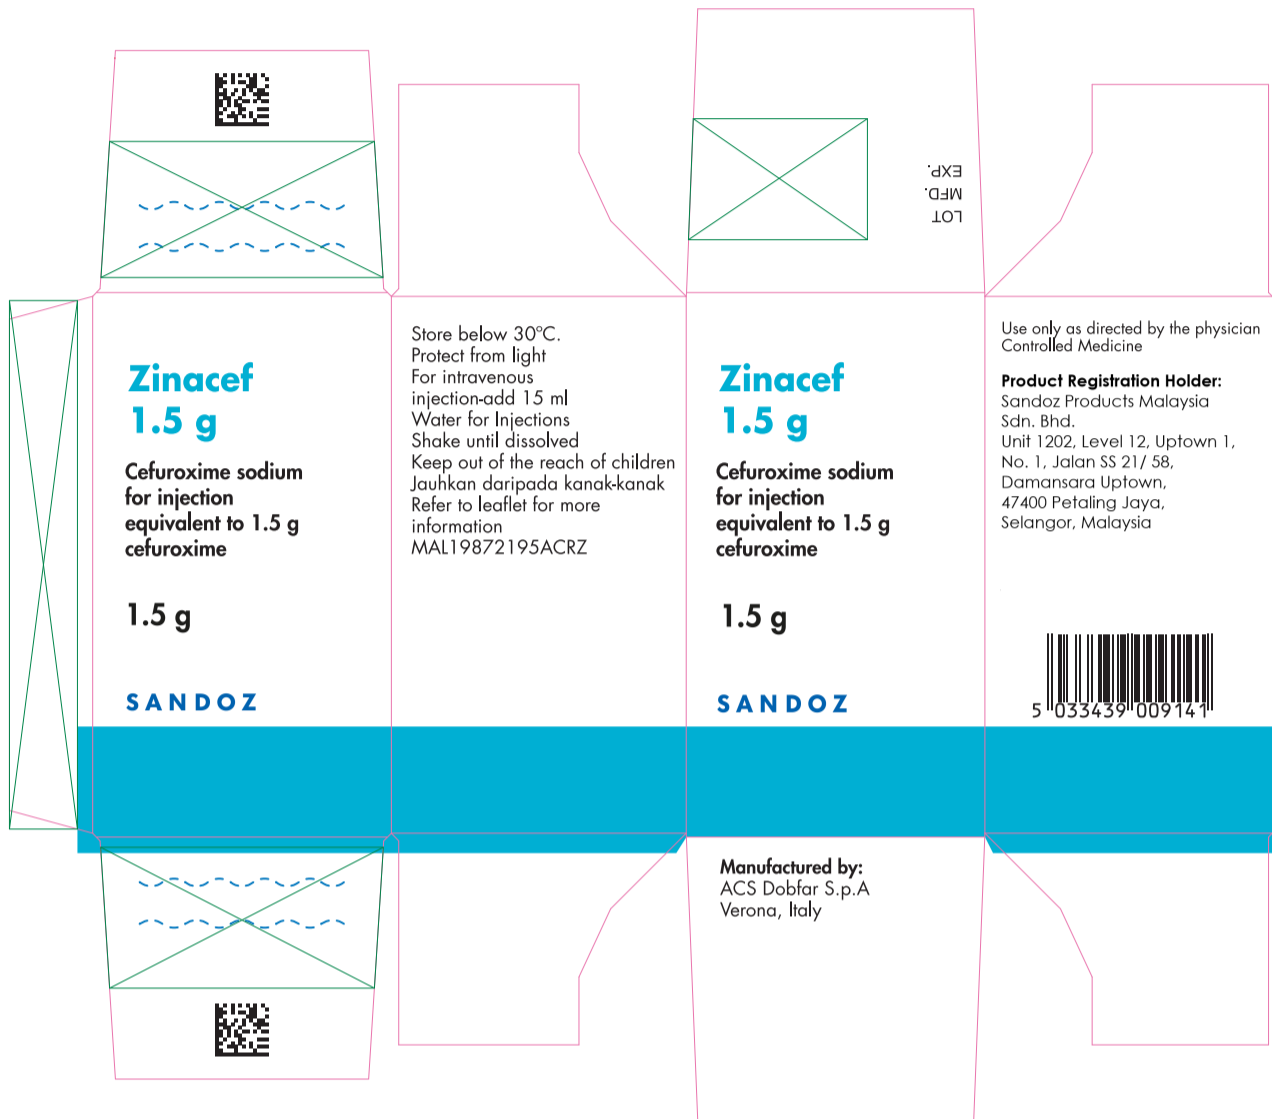 EXP.
MFD.
LOT
Zinacef
1.5 g
Cefuroxime sodium
for injection
equivalent to 1.5 g
cefuroxime
1.5 g
SANDOZ
Store below 30°C.
Protect from light
For intravenous
injection-add 15 ml
Water for Injections
Shake until dissolved
Keep out of the reach of children
Jauhkan daripada kanak-kanak
Refer to leaflet for more
information
MAL19872195ACRZ
Zinacef
1.5 g
Cefuroxime sodium
for injection
equivalent to 1.5 g
cefuroxime
1.5 g
SANDOZ
Use only as directed by the physician
Controlled Medicine
Product Registration Holder:
Sandoz Products Malaysia
Sdn. Bhd.
Unit 1202, Level 12, Uptown 1,
No. 1, Jalan SS 21/ 58,
Damansara Uptown,
47400 Petaling Jaya,
Selangor, Malaysia
5 033439 009141
Manufactured by:
ACS Dobfar S.p.A
Verona, Italy